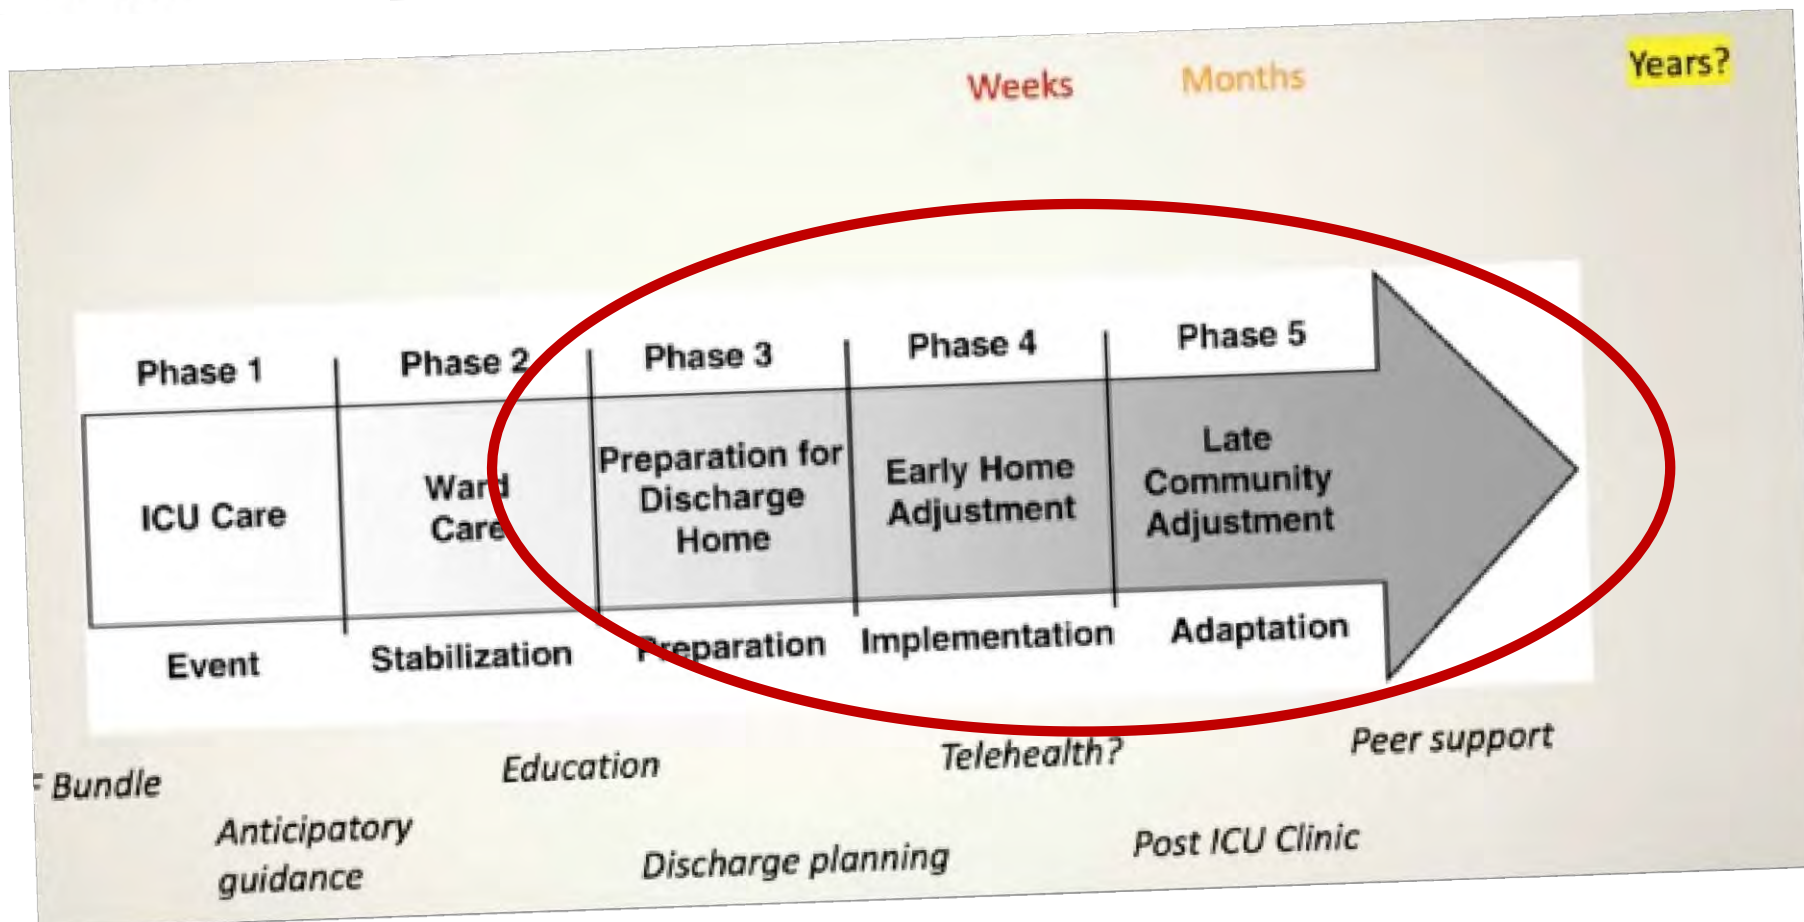 Weeks Months Years?
Phase 1 Phase 2 Phase 3 Phase 4 Phase 5
ICU Care
Ward
Care
Preparation for
Discharge
Home
Early Home
Adjustment
Late
Community
Adjustment
Event Stabilization Preparation Implementation Adaptation
Bundle
Education
Telehealth?
Peer support
Anticipatory
guidance
Discharge planning
Post ICU Clinic